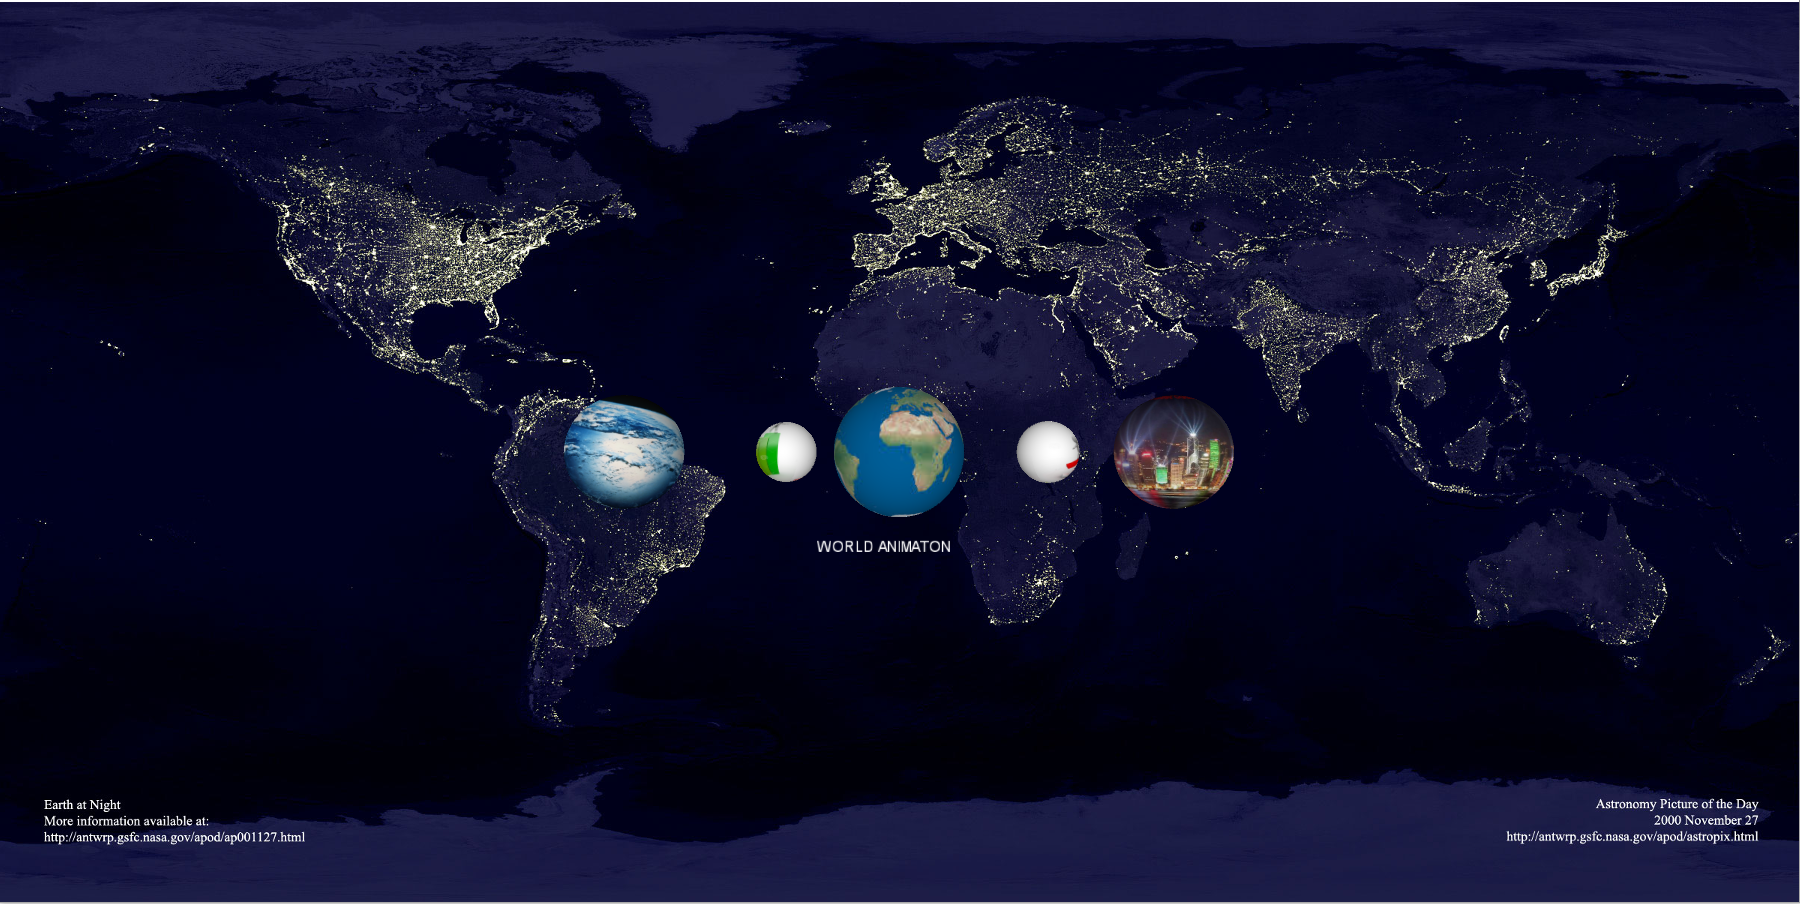 WORLD ANIMATON
Earth at Night
More information available at:
http://antwrp.gsfc.nasa.gov/apod/ap001127.html
Astronomy Picture of the Day
2000 November 27
http://antwrp.gsfc.nasa.gov/apod/astropix.html